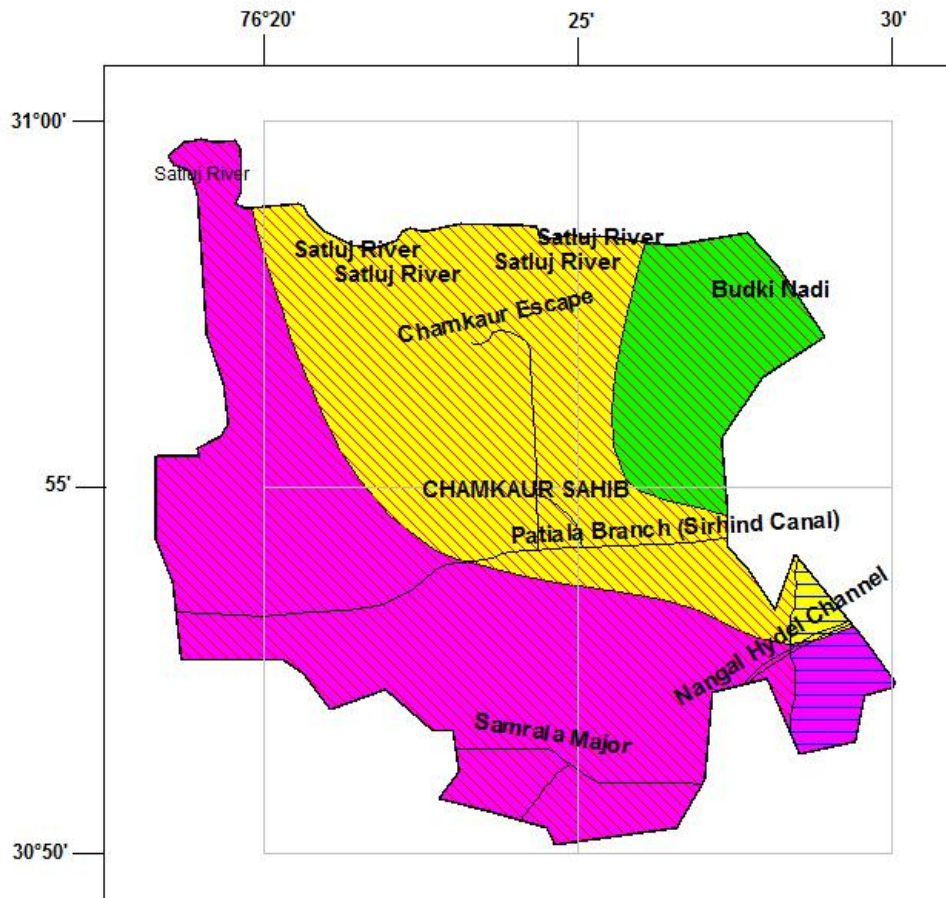 76°20'
25'
30'
31°00'
Satluj River
Satluj River
Satluj River
Satluj River
Satluj River
Budki Nadi
Chamkaur Escape
55'
CHAMKAUR SAHIB
Patiala Branch (Sirhind Canal)
Nangal Hydel Channel
Samrala Major
30°50'